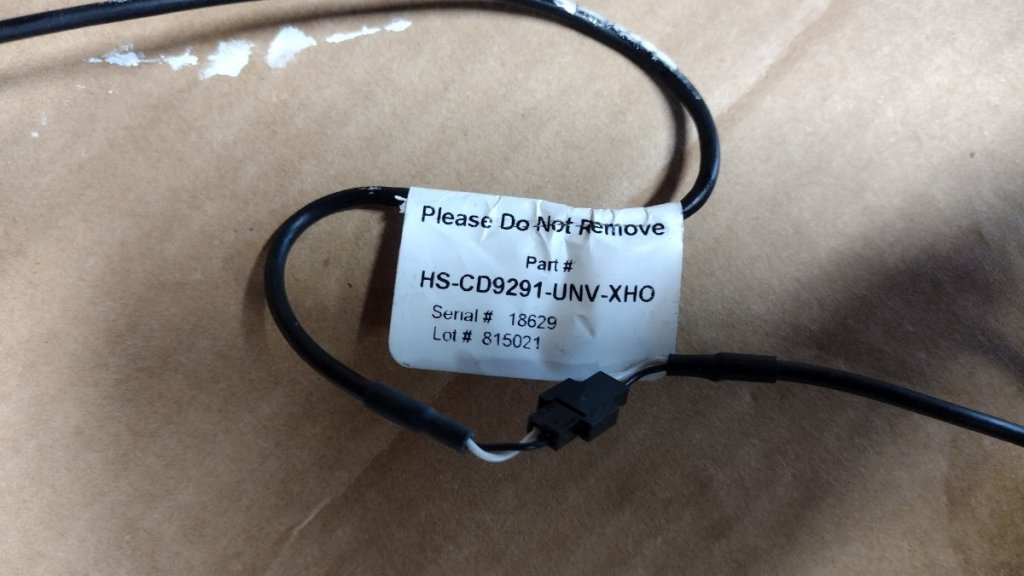 Please Do Not Remove
Part #
HS-CD9291-UNV-XHO
Serial # 18629
Lot # 815021